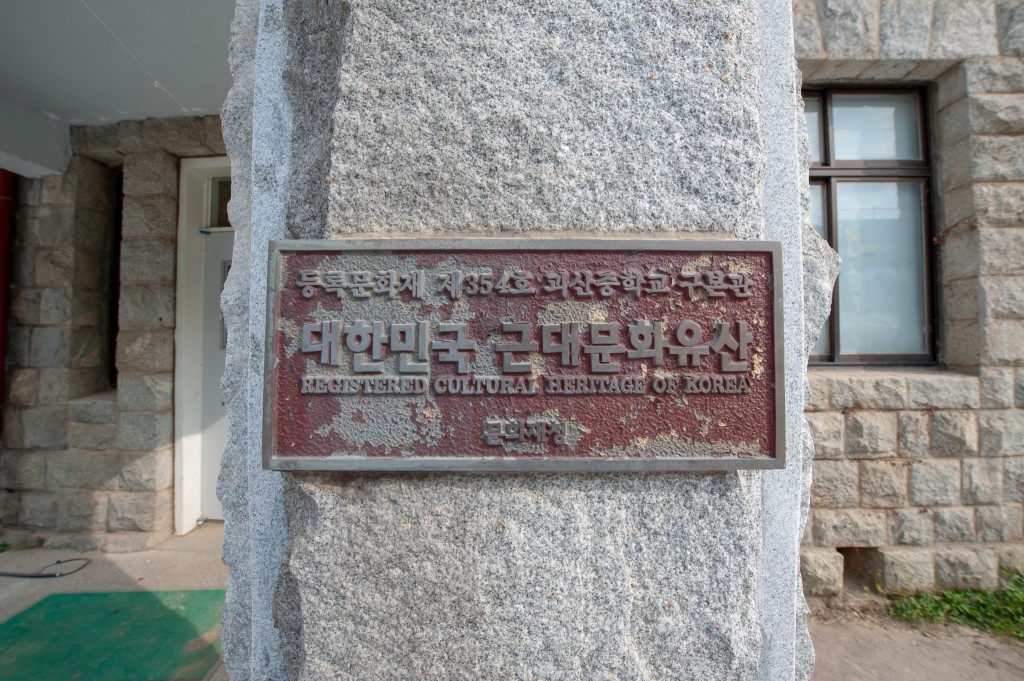 등록문화재 제354호 괴산중학교 구본관
대한민국 근대문화유산
REGISTERED CULTURAL HERITAGE OF KOREA
문화재청